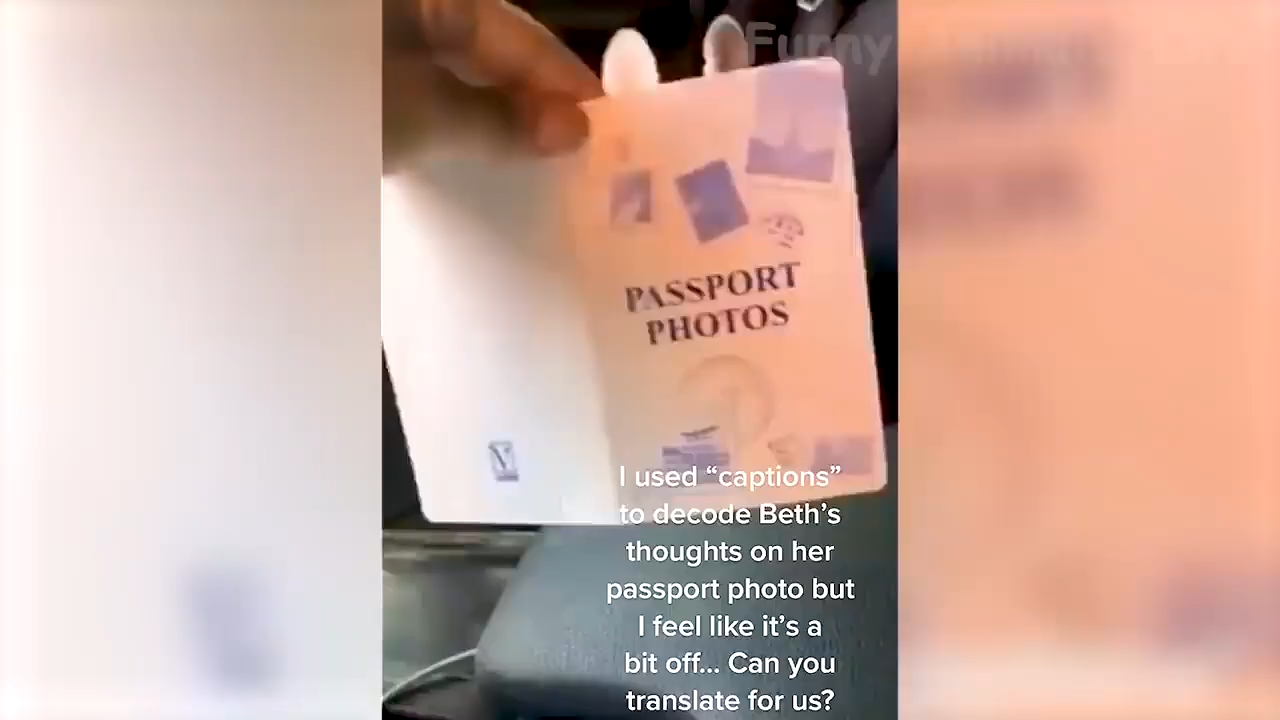 Funny
PASSPORT
PHOTOS
V
I used “captions”
to decode Beth’s
thoughts on her
passport photo but
I feel like it’s a
bit off... Can you
translate for us?